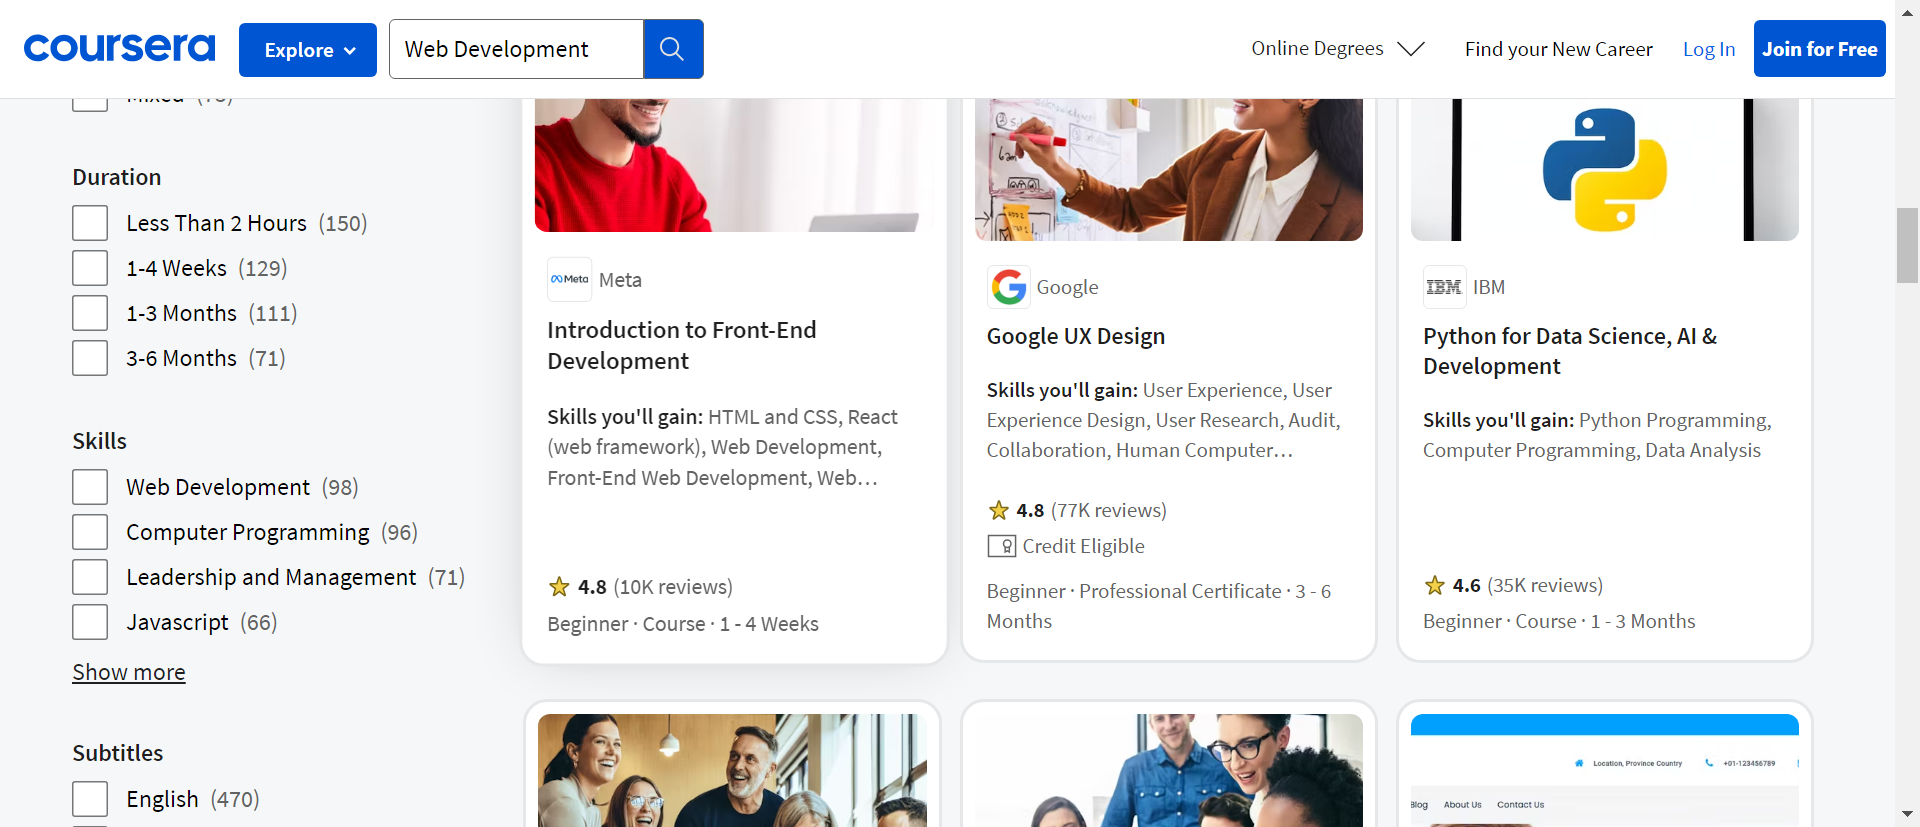 coursera
Explore
Web Development
Online Degrees
Find your New Career
Log In
Join for Free
Mixed
Duration
Less Than 2 Hours (150)
1-4 Weeks (129)
1-3 Months (111)
3-6 Months (71)
Skills
Web Development (98)
Computer Programming (96)
Leadership and Management (71)
Javascript (66)
Show more
Subtitles
English (470)
Meta Meta
Introduction to Front-End
Development
Skills you'll gain: HTML and CSS, React
(web framework), Web Development,
Front-End Web Development, Web...
4.8 (10K reviews)
Beginner · Course · 1 - 4 Weeks
Google
Google UX Design
Skills you'll gain: User Experience, User
Experience Design, User Research, Audit,
Collaboration, Human Computer...
4.8 (77K reviews)
Credit Eligible
Beginner · Professional Certificate · 3 - 6
Months
IBM IBM
Python for Data Science, AI &
Development
Skills you'll gain: Python Programming,
Computer Programming, Data Analysis
4.6 (35K reviews)
Beginner · Course · 1 - 3 Months
Location, Province Country
+01-123456789
Blog About Us Contact Us